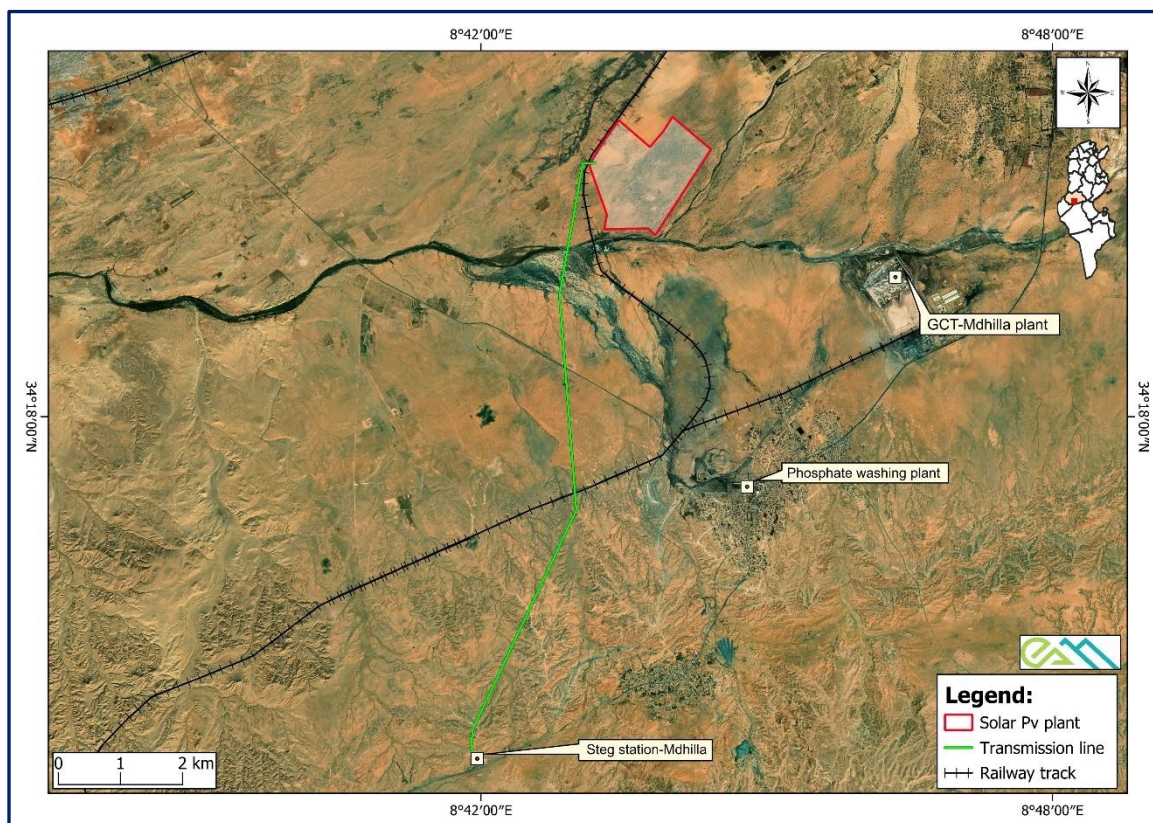 8°42'00"E
8°48'00"E
N
W
E
S
GCT-Mdhilla plant
34°18'00"N
34°18'00"N
Phosphate washing plant
Steg station-Mdhilla
Legend:
Solar Pv plant
Transmission line
Railway track
0 1 2 km
8°42'00"E
8°48'00"E